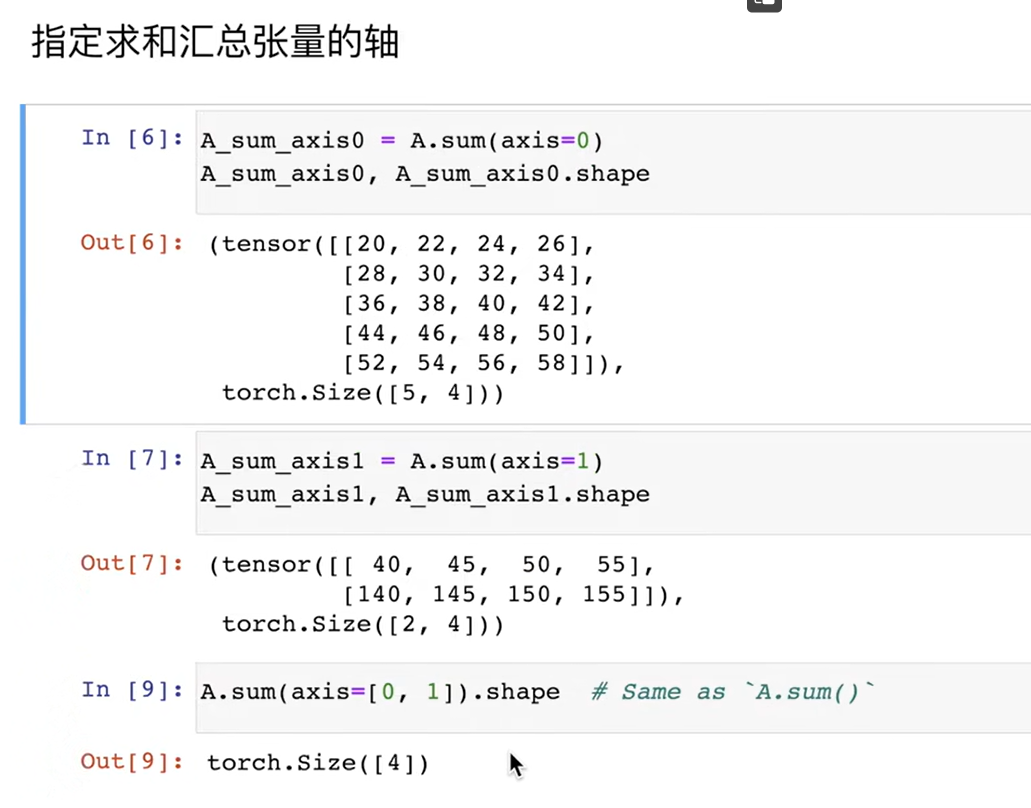 指定求和汇总张量的轴
In [6]: A_sum_axis0 = A.sum(axis=0)
A_sum_axis0, A_sum_axis0.shape
Out[6]: (tensor([[20, 22, 24, 26],
[28, 30, 32, 34],
[36, 38, 40, 42],
[44, 46, 48, 50],
[52, 54, 56, 58]]),
torch.Size([5, 4]))
In [7]: A_sum_axis1 = A.sum(axis=1)
A_sum_axis1, A_sum_axis1.shape
Out[7]: (tensor([[ 40, 45, 50, 55],
[140, 145, 150, 155]]),
torch.Size([2, 4]))
In [9]: A.sum(axis=[0, 1]).shape # Same as `A.sum()`
Out[9]: torch.Size([4])